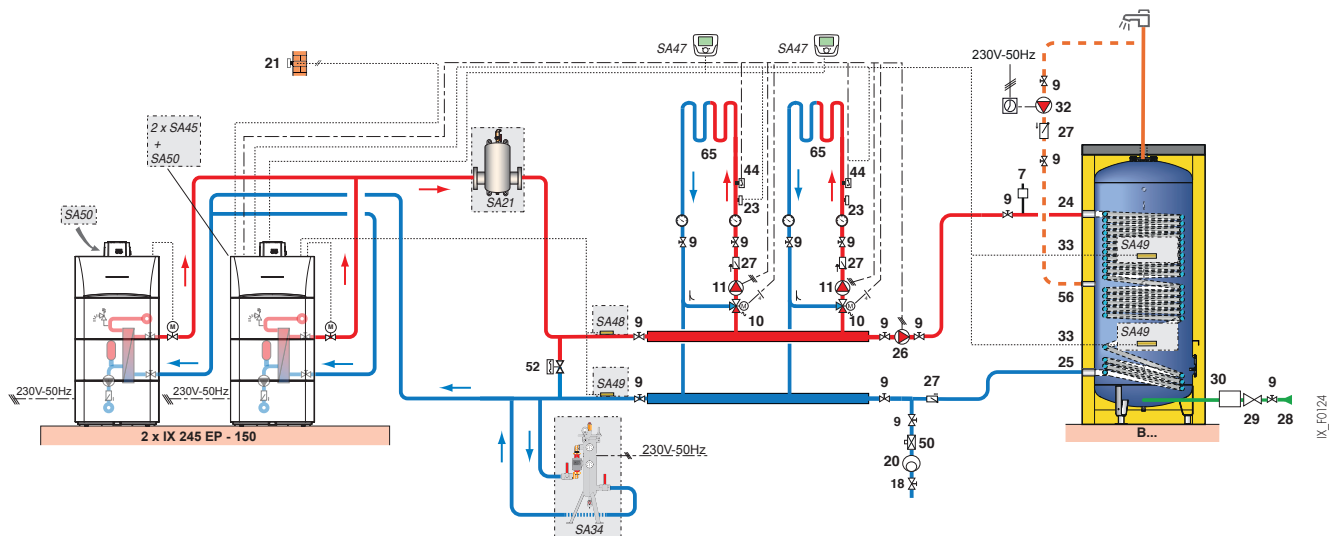 21
SA47
SA47
230V-50Hz
9
32
27
9
2 x SA45
+
SA50
SA21
65
65
44
44
23
23
7
9
24
SA50
9
9
9
9
33
SA49
27
27
11
11
M
M
56
10
10
M
M
SA48
9
9
9
26
33
SA49
52
25
SA49
9
9
27
30
9
29
28
230V-50Hz
230V-50Hz
9
50
20
18
2 x IX 245 EP - 150
B...
230V-50Hz
SA34
IX_F0124